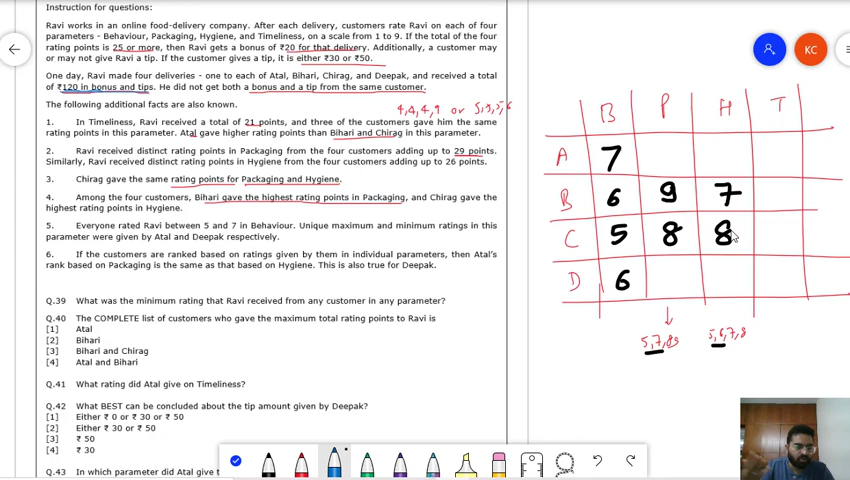 Instruction for questions:
Ravi works in an online food-delivery company. After each delivery, customers rate Ravi on each of four
parameters - Behaviour, Packaging, Hygiene, and Timeliness, on a scale from 1 to 9. If the total of the four
rating points is 25 or more, then Ravi gets a bonus of ₹20 for that delivery. Additionally, a customer may
or may not give Ravi a tip. If the customer gives a tip, it is either ₹30 or ₹50.
One day, Ravi made four deliveries - one to each of Atal, Bihari, Chirag, and Deepak, and received a total
of ₹120 in bonus and tips. He did not get both a bonus and a tip from the same customer.
The following additional facts are also known.
4,4,4,9 or 5,5,5,6
1. In Timeliness, Ravi received a total of 21 points, and three of the customers gave him the same
rating points in this parameter. Atal gave higher rating points than Bihari and Chirag in this parameter.
2. Ravi received distinct rating points in Packaging from the four customers adding up to 29 points.
Similarly, Ravi received distinct rating points in Hygiene from the four customers adding up to 26 points.
3. Chirag gave the same rating points for Packaging and Hygiene.
4. Among the four customers, Bihari gave the highest rating points in Packaging, and Chirag gave the
highest rating points in Hygiene.
5. Everyone rated Ravi between 5 and 7 in Behaviour. Unique maximum and minimum ratings in this
parameter were given by Atal and Deepak respectively.
6. If the customers are ranked based on ratings given by them in individual parameters, then Atal's
rank based on Packaging is the same as that based on Hygiene. This is also true for Deepak.
Q.39 What was the minimum rating that Ravi received from any customer in any parameter?
Q.40 The COMPLETE list of customers who gave the maximum total rating points to Ravi is
[1] Atal
[2] Bihari
[3] Bihari and Chirag
[4] Atal and Bihari
Q.41 What rating did Atal give on Timeliness?
Q.42 What BEST can be concluded about the tip amount given by Deepak?
[1] Either ₹ 0 or ₹ 30 or ₹ 50
[2] Either ₹ 30 or ₹ 50
[3] ₹ 50
[4] ₹ 30
Q.43 In which parameter did Atal give t
KC
B P H T
A 7
B 6 9 7
C 5 8 8
D 6
5,7,8,9 5,6,7,8